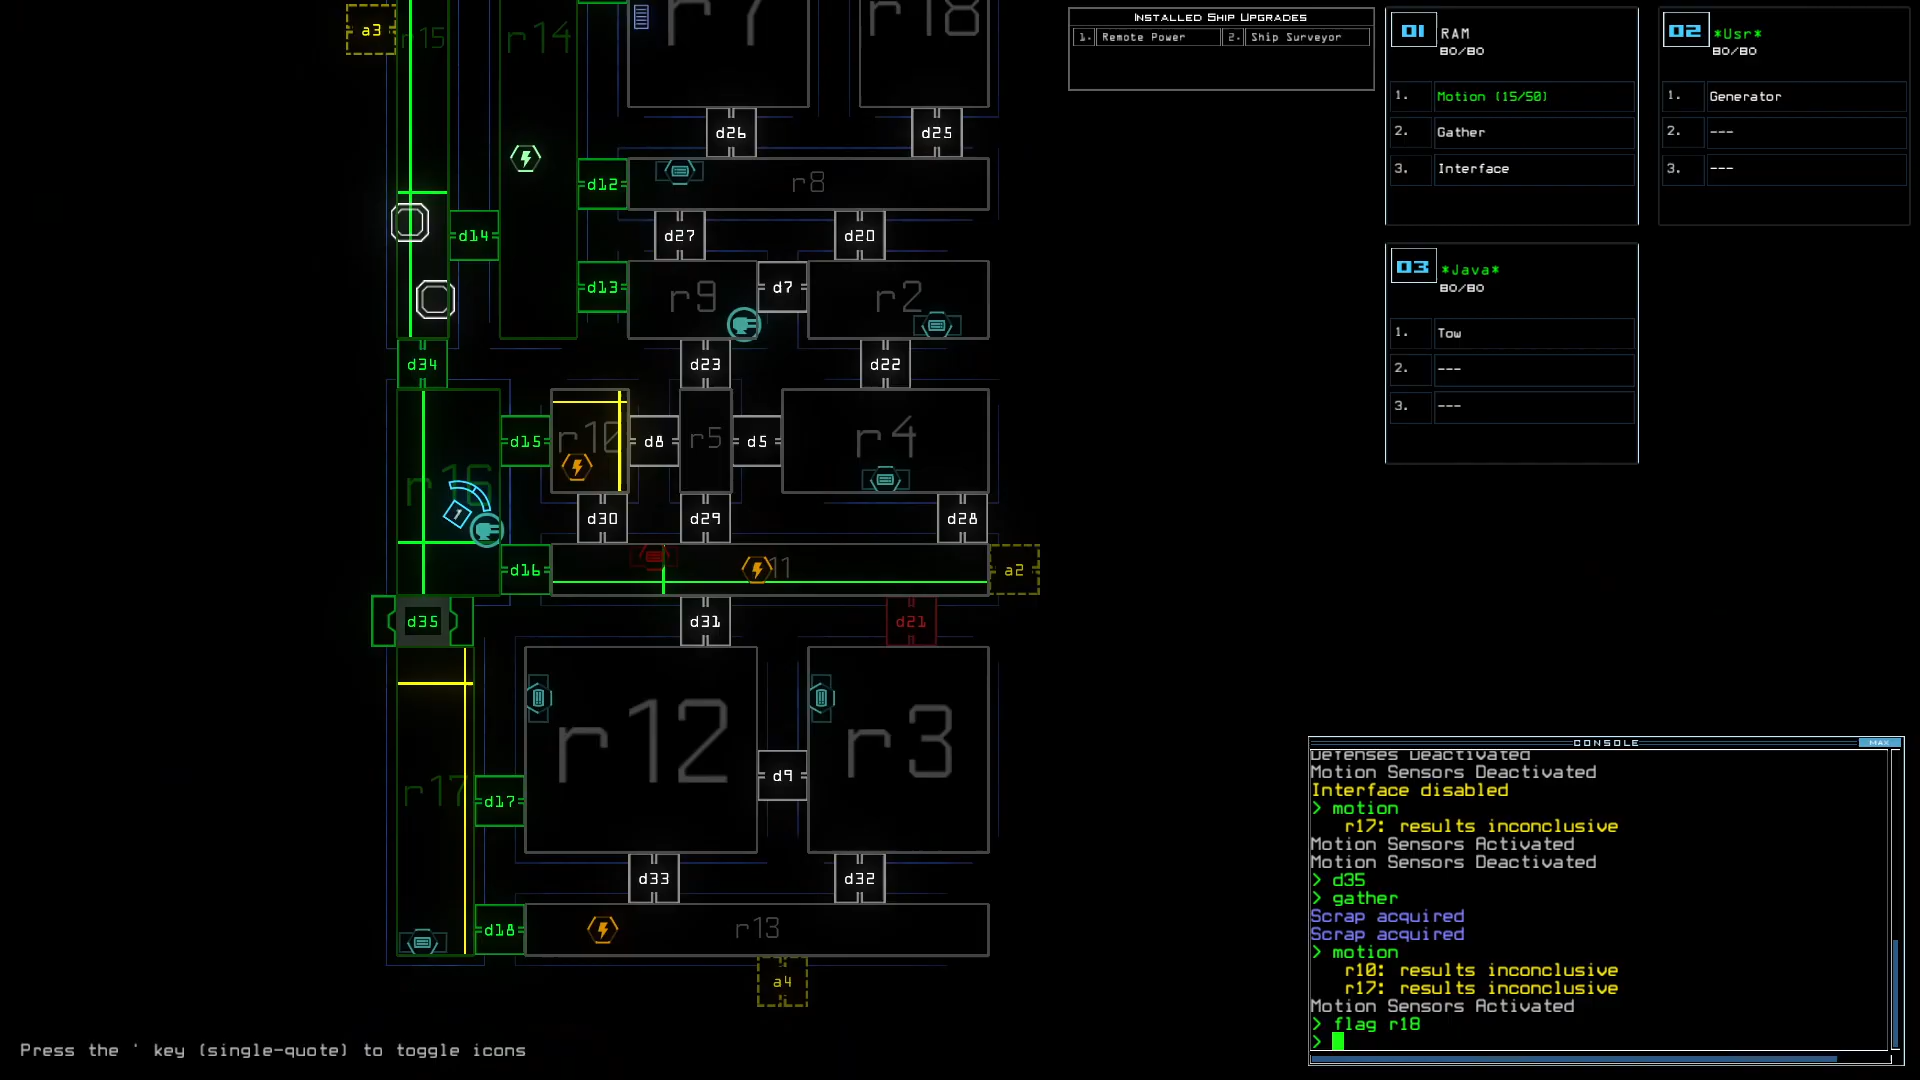 a3
r15
r14
r7
r18
d26
d25
d12
r8
d14
d27
d20
d13
r9
d7
r2
d34
d23
d22
d15
r10
d8
r5
d5
r4
r16
1
d30
d29
d28
d16
11
a2
d35
d31
d21
r12
r3
r17
d9
d17
d33
d32
d18
r13
a4
Press the ' key (single-quote) to toggle icons
Installed Ship Upgrades
1. Remote Power
2. Ship Surveyor
01 RAM
80/80
1. Motion (15/50)
2. Gather
3. Interface
02 *Usr*
80/80
1. Generator
2. ---
3. ---
03 *Java*
80/80
1. Tow
2. ---
3. ---
CONSOLE
MAX
Defenses Deactivated
Motion Sensors Deactivated
Interface disabled
> motion
r17: results inconclusive
Motion Sensors Activated
Motion Sensors Deactivated
> d35
> gather
Scrap acquired
Scrap acquired
> motion
r10: results inconclusive
r17: results inconclusive
Motion Sensors Activated
> flag r18
>